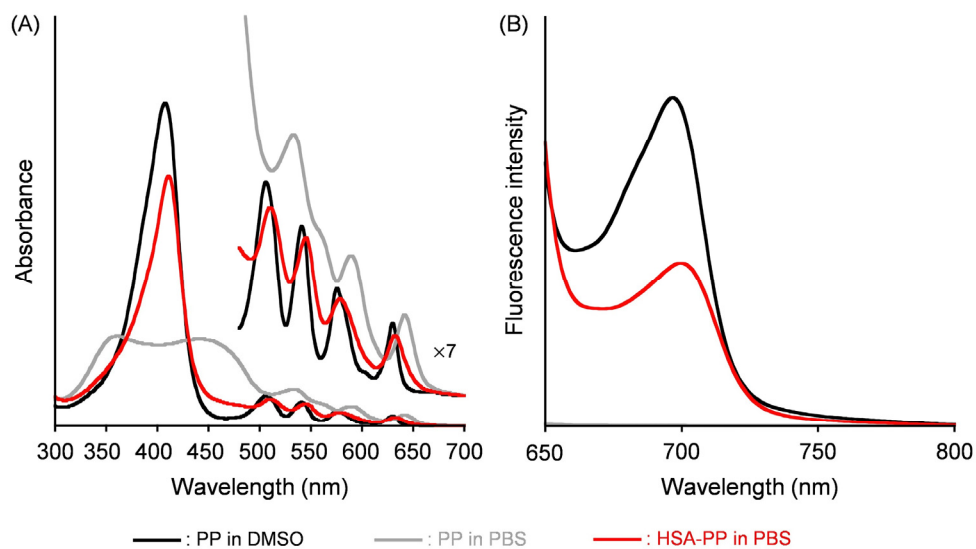 (A)
Absorbance
×7
300 350 400 450 500 550 600 650 700
Wavelength (nm)
(B)
Fluorescence intensity
650 700 750 800
Wavelength (nm)
: PP in DMSO : PP in PBS : HSA-PP in PBS